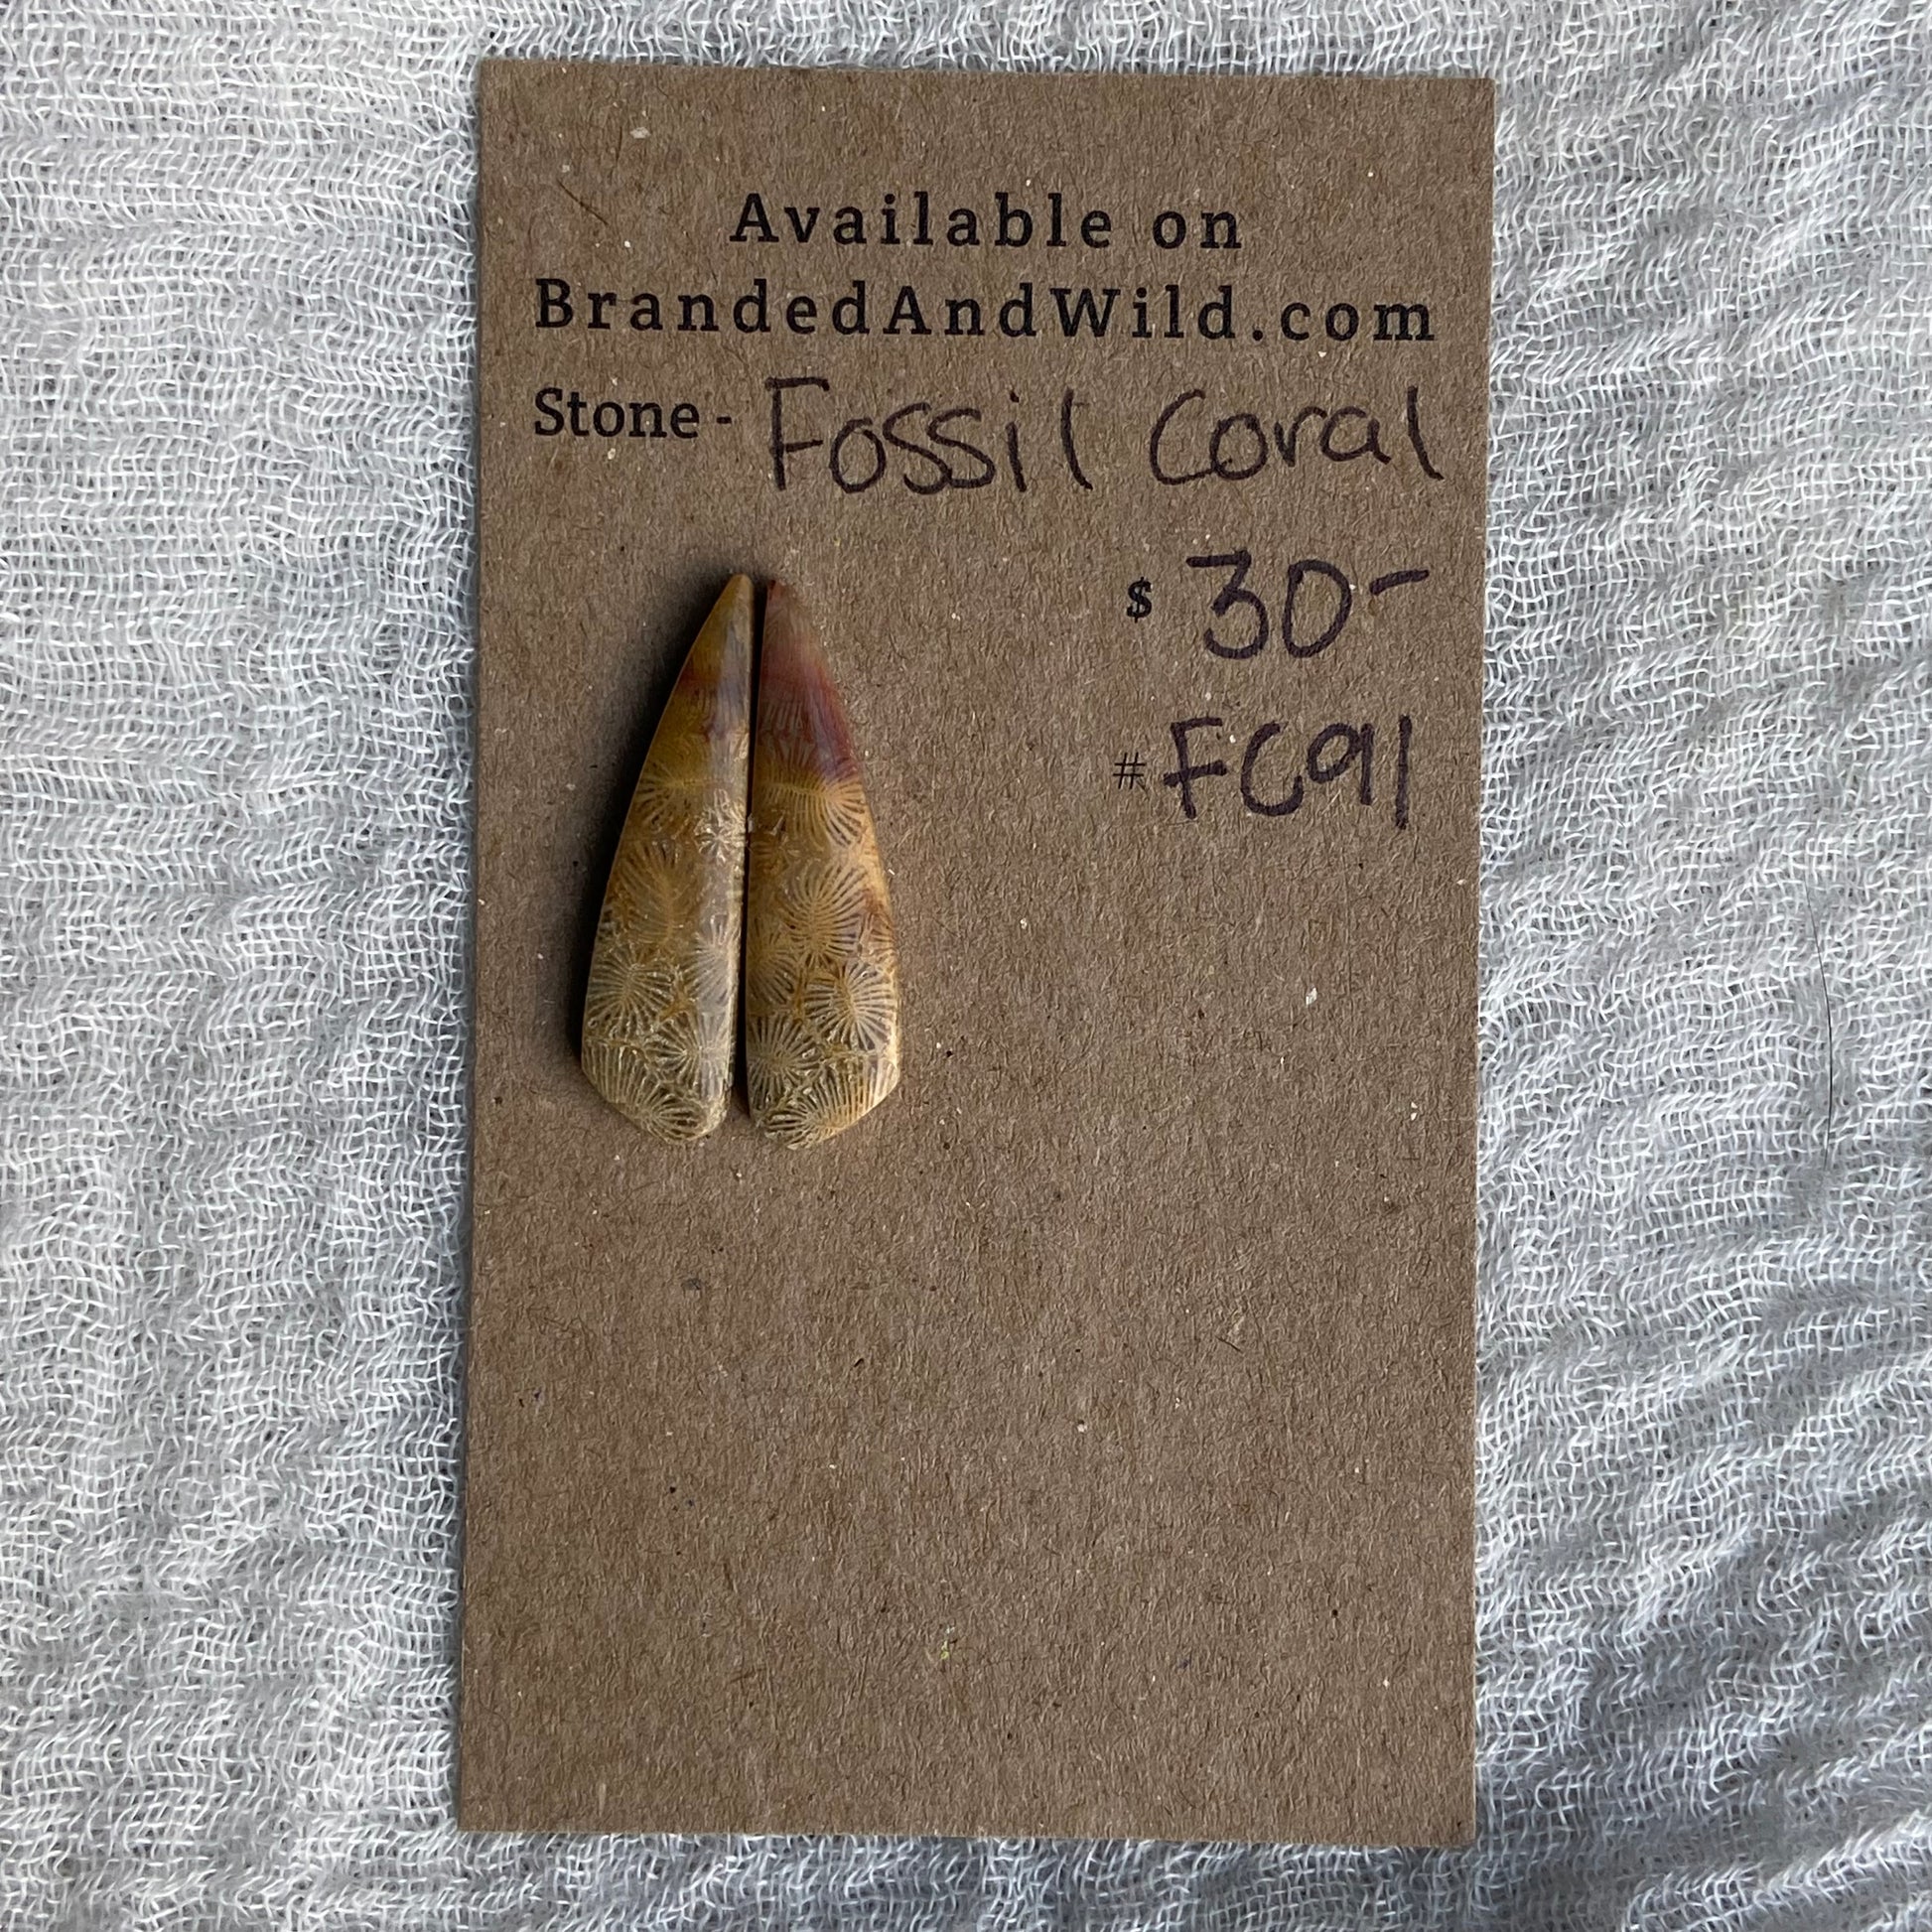 Available on
BrandedAndWild.com
Stone - Fossil Coral
$ 30-
# FC91